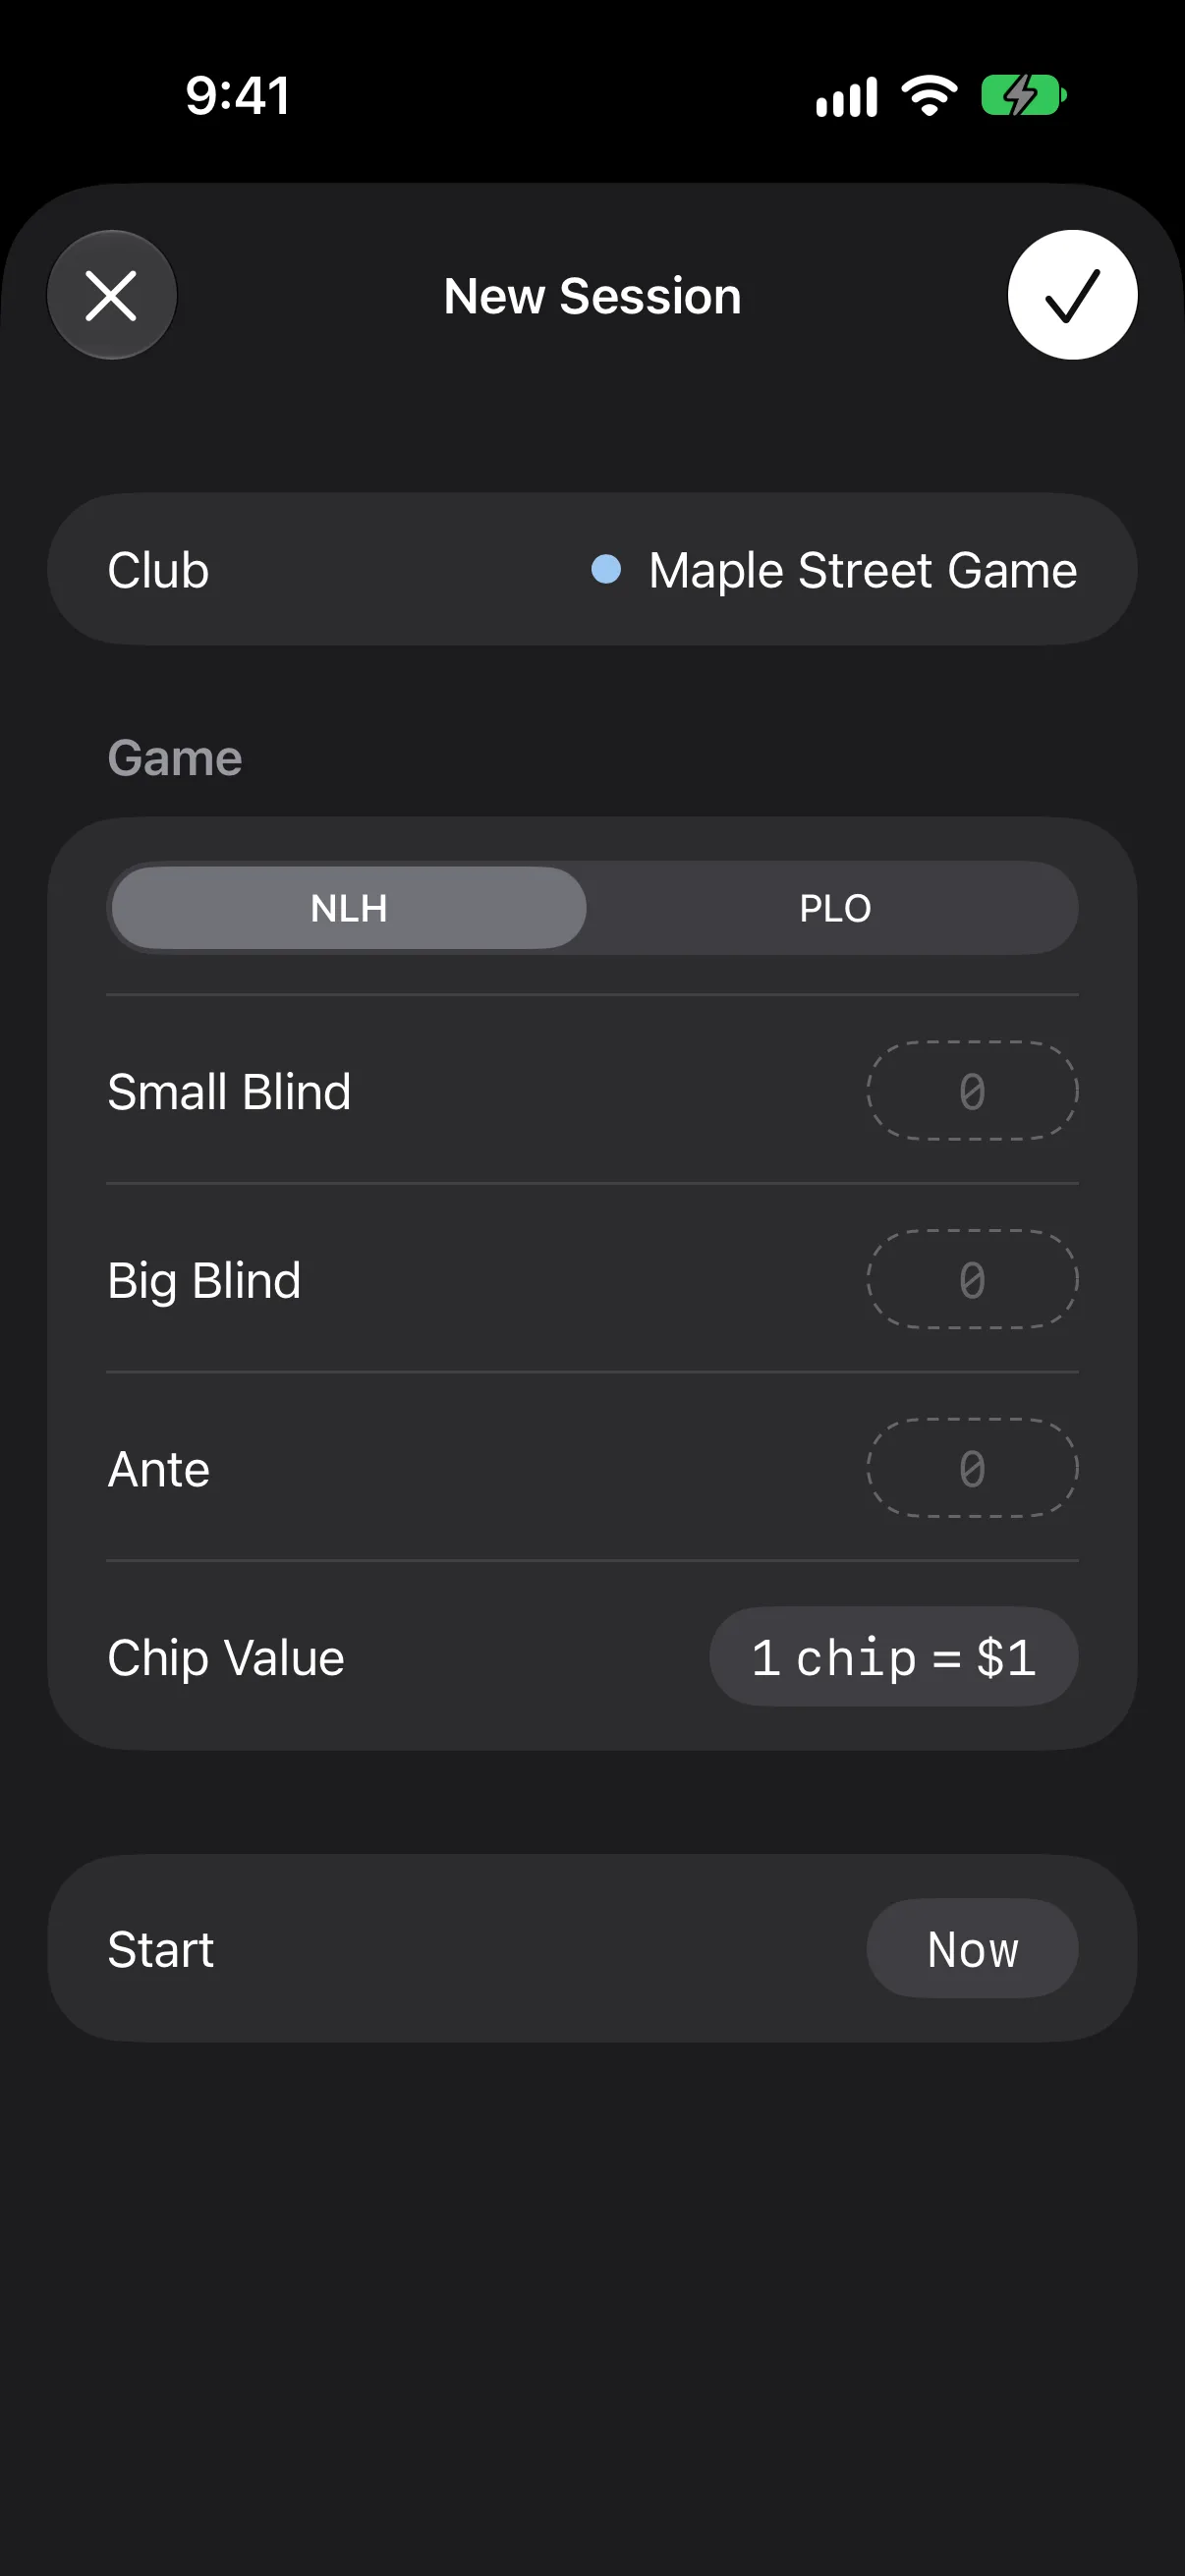 9:41
New Session
Club Maple Street Game
Game
NLH PLO
Small Blind 0
Big Blind 0
Ante 0
Chip Value 1 chip = $1
Start Now